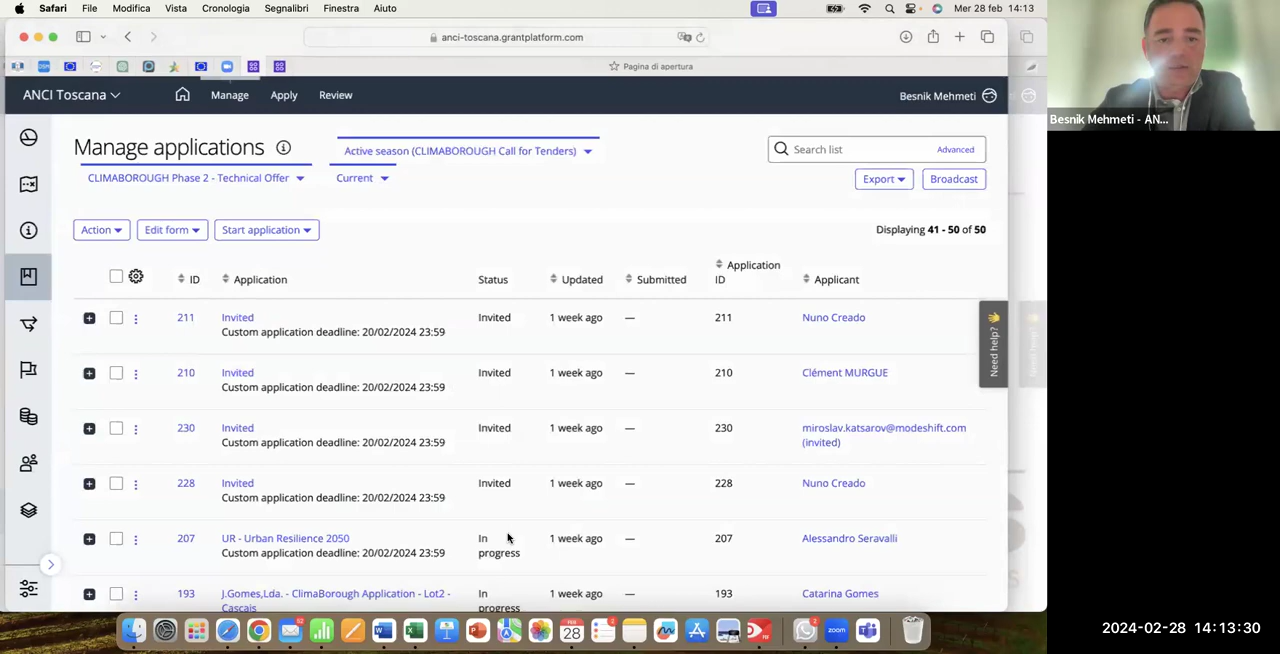 Safari File Modifica Vista Cronologia Segnalibri Finestra Aiuto Mer 28 feb 14:13
anci-toscana.grantplatform.com
Pagina di apertura
ANCI Toscana Manage Apply Review Besnik Mehmeti
Besnik Mehmeti - AN...
Manage applications
Active season (CLIMABOROUGH Call for Tenders)
Search list Advanced
CLIMABOROUGH Phase 2 - Technical Offer Current
Export Broadcast
Action Edit form Start application Displaying 41 - 50 of 50
ID Application Status Updated Submitted Application ID Applicant
211 Invited Invited 1 week ago — 211 Nuno Creado
Custom application deadline: 20/02/2024 23:59
210 Invited Invited 1 week ago — 210 Clément MURGUE
Custom application deadline: 20/02/2024 23:59
230 Invited Invited 1 week ago — 230 miroslav.katsarov@modeshift.com
Custom application deadline: 20/02/2024 23:59 (invited)
228 Invited Invited 1 week ago — 228 Nuno Creado
Custom application deadline: 20/02/2024 23:59
207 UR - Urban Resilience 2050 In progress 1 week ago — 207 Alessandro Seravalli
Custom application deadline: 20/02/2024 23:59
193 J.Gomes,Lda. - ClimaBorough Application - Lot2 - In progress 1 week ago — 193 Catarina Gomes
Cascais
Need help?
FEB
28
zoom
2024-02-28 14:13:30